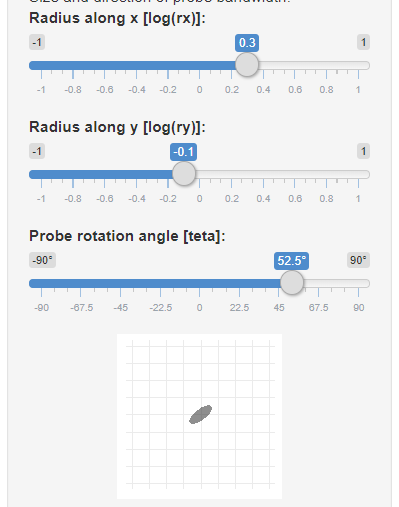 Size and direction of probe bandwidth:
Radius along x [log(rx)]:
-1 0.3 1
-1 -0.8 -0.6 -0.4 -0.2 0 0.2 0.4 0.6 0.8 1
Radius along y [log(ry)]:
-1 -0.1 1
-1 -0.8 -0.6 -0.4 -0.2 0 0.2 0.4 0.6 0.8 1
Probe rotation angle [teta]:
-90° 52.5° 90°
-90 -67.5 -45 -22.5 0 22.5 45 67.5 90